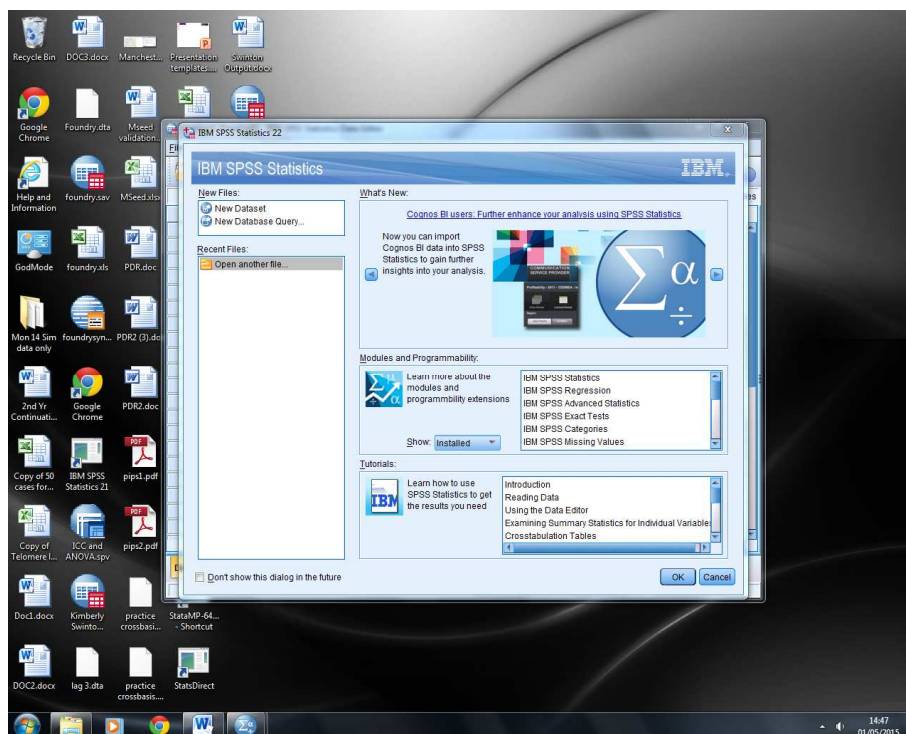 Recycle Bin
DOC3.docx
Manchest...
Presentation
templates....
Swinton
Output.docx
Google
Chrome
Foundry.dta
Mseed
validation...
Help and
Information
foundry.sav
MSeed.xls
GodMode
foundry.xls
PDR.doc
Mon 14 Sim
data only
foundrysyn...
PDR2 (3).do
2nd Yr
Continuati...
Google
Chrome
PDR2.doc
Copy of 50
cases for...
IBM SPSS
Statistics 21
pips1.pdf
Copy of
Telomere I...
ICC and
ANOVA.spv
pips2.pdf
Doc1.docx
Kimberly
Swinto...
practice
crossbasi...
StataMP-64...
- Shortcut
DOC2.docx
lag 3.dta
practice
crossbasis....
StatsDirect
IBM SPSS Statistics 22
IBM SPSS Statistics
IBM
New Files:
New Dataset
New Database Query...
Recent Files:
Open another file...
What's New:
Cognos BI users: Further enhance your analysis using SPSS Statistics
Now you can import
Cognos BI data into SPSS
Statistics to gain further
insights into your analysis.
COMMUNICATION
SERVICE PROVIDER
Σα
÷
Modules and Programmability:
Learn more about the
modules and
programmbility extensions
Show: Installed
IBM SPSS Statistics
IBM SPSS Regression
IBM SPSS Advanced Statistics
IBM SPSS Exact Tests
IBM SPSS Categories
IBM SPSS Missing Values
Tutorials:
IBM
Learn how to use
SPSS Statistics to get
the results you need
Introduction
Reading Data
Using the Data Editor
Examining Summary Statistics for Individual Variable
Crosstabulation Tables
Don't show this dialog in the future
OK
Cancel
14:47
01/05/2015